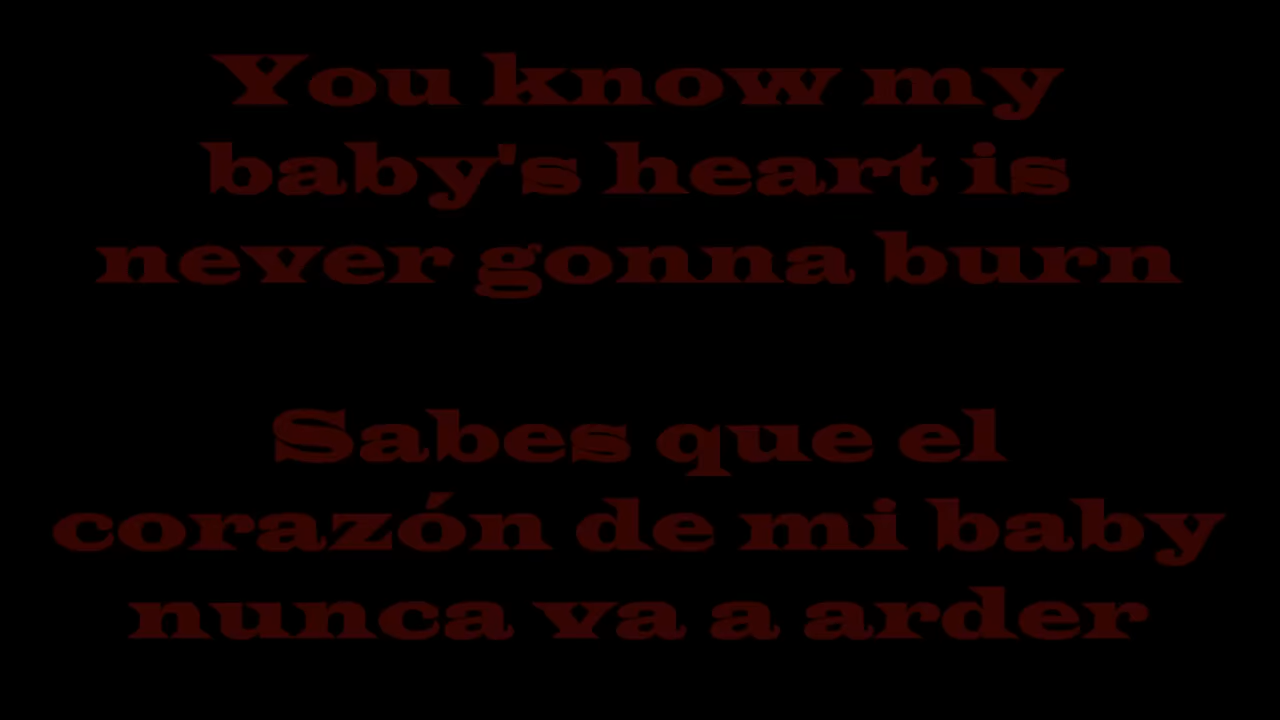 You know my
baby's heart is
never gonna burn
Sabes que el
corazón de mi baby
nunca va a arder